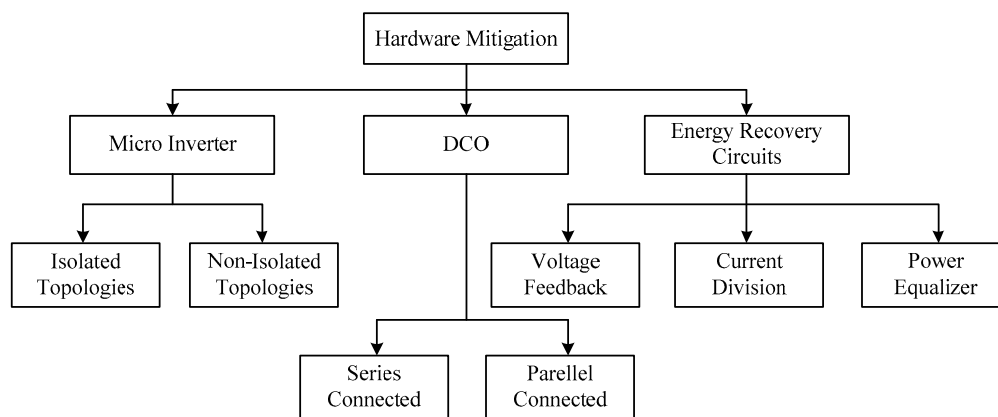 Hardware Mitigation
Micro Inverter
DCO
Energy Recovery
Circuits
Isolated
Topologies
Non-Isolated
Topologies
Voltage
Feedback
Current
Division
Power
Equalizer
Series
Connected
Parellel
Connected